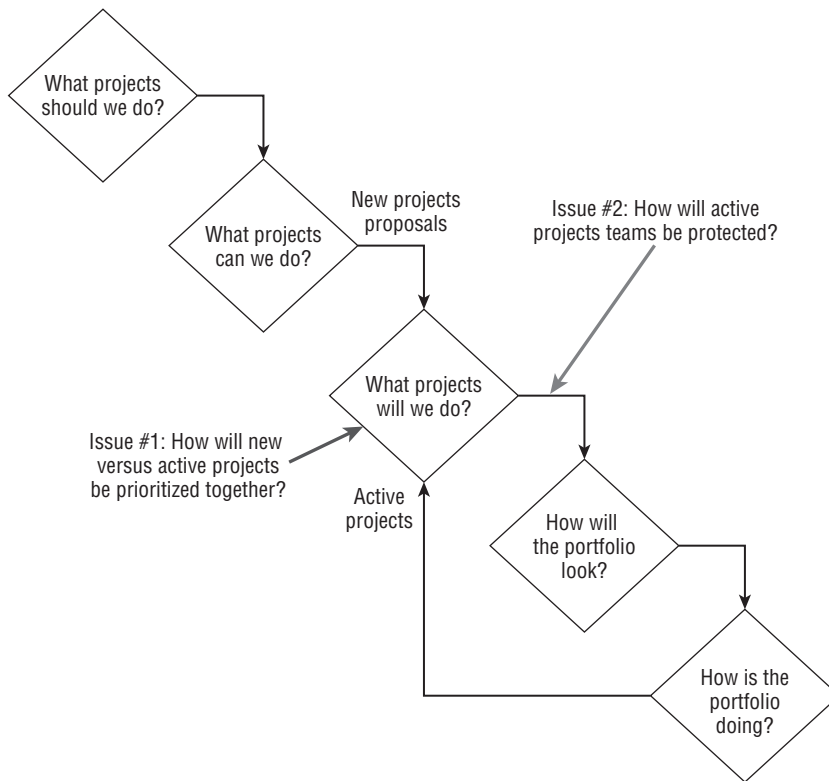 What projects
should we do?
What projects
can we do?
New projects
proposals
Issue #2: How will active
projects teams be protected?
What projects
will we do?
Issue #1: How will new
versus active projects
be prioritized together?
Active
projects
How will
the portfolio
look?
How is the
portfolio
doing?